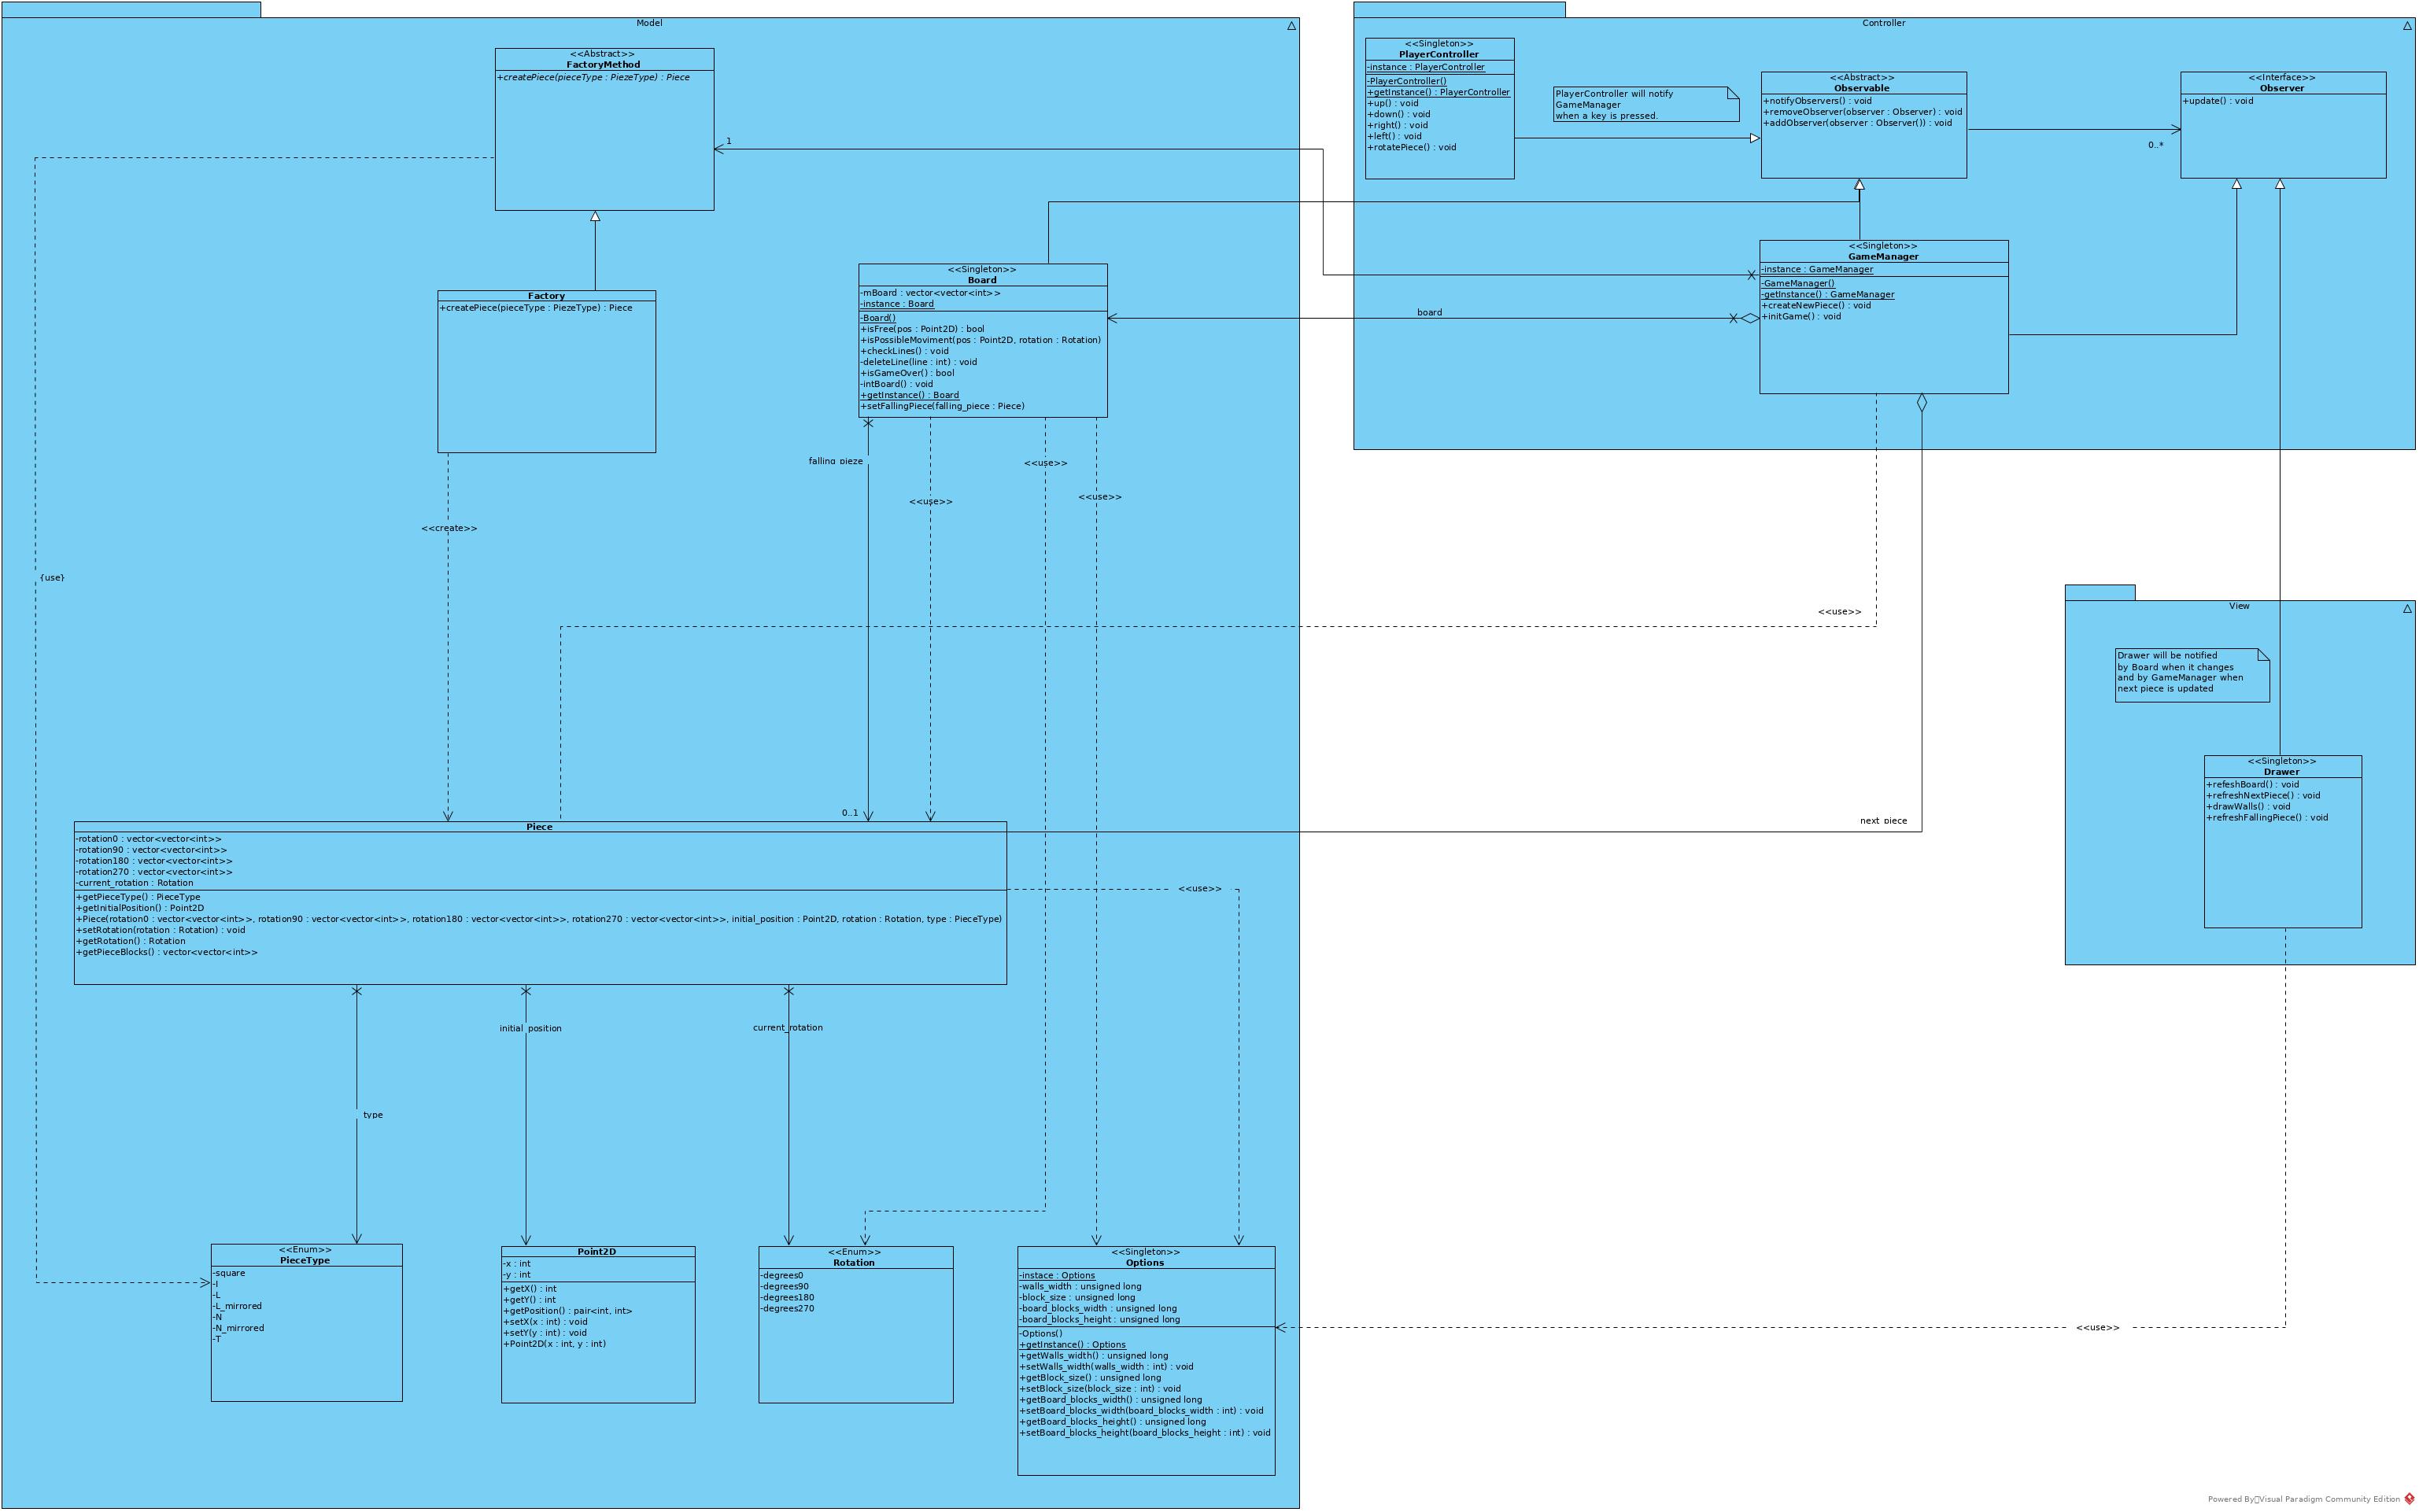 Model
<<Abstract>>
FactoryMethod
+createPiece(pieceType : PiezeType) : Piece
1
{use}
Factory
+createPiece(pieceType : PiezeType) : Piece
<<create>>
<<Singleton>>
Board
-mBoard : vector<vector<int>>
-instance : Board
-Board()
+isFree(pos : Point2D) : bool
+isPossibleMoviment(pos : Point2D, rotation : Rotation)
+checkLines() : void
-deleteLine(line : int) : void
+isGameOver() : bool
-intBoard() : void
+getInstance() : Board
+setFallingPiece(falling_piece : Piece)
falling_pieze
<<use>>
<<use>>
<<use>>
0..1
Piece
-rotation0 : vector<vector<int>>
-rotation90 : vector<vector<int>>
-rotation180 : vector<vector<int>>
-rotation270 : vector<vector<int>>
-current_rotation : Rotation
+getPieceType() : PieceType
+getInitialPosition() : Point2D
+Piece(rotation0 : vector<vector<int>>, rotation90 : vector<vector<int>>, rotation180 : vector<vector<int>>, rotation270 : vector<vector<int>>, initial_position : Point2D, rotation : Rotation, type : PieceType)
+setRotation(rotation : Rotation) : void
+getRotation() : Rotation
+getPieceBlocks() : vector<vector<int>>
<<use>>
type
initial_position
current_rotation
<<Enum>>
PieceType
-square
-I
-L
-L_mirrored
-N
-N_mirrored
-T
Point2D
-x : int
-y : int
+getX() : int
+getY() : int
+getPosition() : pair<int, int>
+setX(x : int) : void
+setY(y : int) : void
+Point2D(x : int, y : int)
<<Enum>>
Rotation
-degrees0
-degrees90
-degrees180
-degrees270
<<Singleton>>
Options
-instace : Options
-walls_width : unsigned long
-block_size : unsigned long
-board_blocks_width : unsigned long
-board_blocks_height : unsigned long
-Options()
+getInstance() : Options
+getWalls_width() : unsigned long
+setWalls_width(walls_width : int) : void
+getBlock_size() : unsigned long
+setBlock_size(block_size : int) : void
+getBoard_blocks_width() : unsigned long
+setBoard_blocks_width(board_blocks_width : int) : void
+getBoard_blocks_height() : unsigned long
+setBoard_blocks_height(board_blocks_height : int) : void
Controller
<<Singleton>>
PlayerController
-instance : PlayerController
-PlayerController()
+getInstance() : PlayerController
+up() : void
+down() : void
+right() : void
+left() : void
+rotatePiece() : void
PlayerController will notify
GameManager
when a key is pressed.
<<Abstract>>
Observable
+notifyObservers() : void
+removeObserver(observer : Observer) : void
+addObserver(observer : Observer()) : void
0..*
<<Interface>>
Observer
+update() : void
<<Singleton>>
GameManager
-instance : GameManager
-GameManager()
-getInstance() : GameManager
+createNewPiece() : void
+initGame() : void
board
<<use>>
next_piece
View
Drawer will be notified
by Board when it changes
and by GameManager when
next piece is updated
<<Singleton>>
Drawer
+refeshBoard() : void
+refreshNextPiece() : void
+drawWalls() : void
+refreshFallingPiece() : void
<<use>>
Powered By Visual Paradigm Community Edition